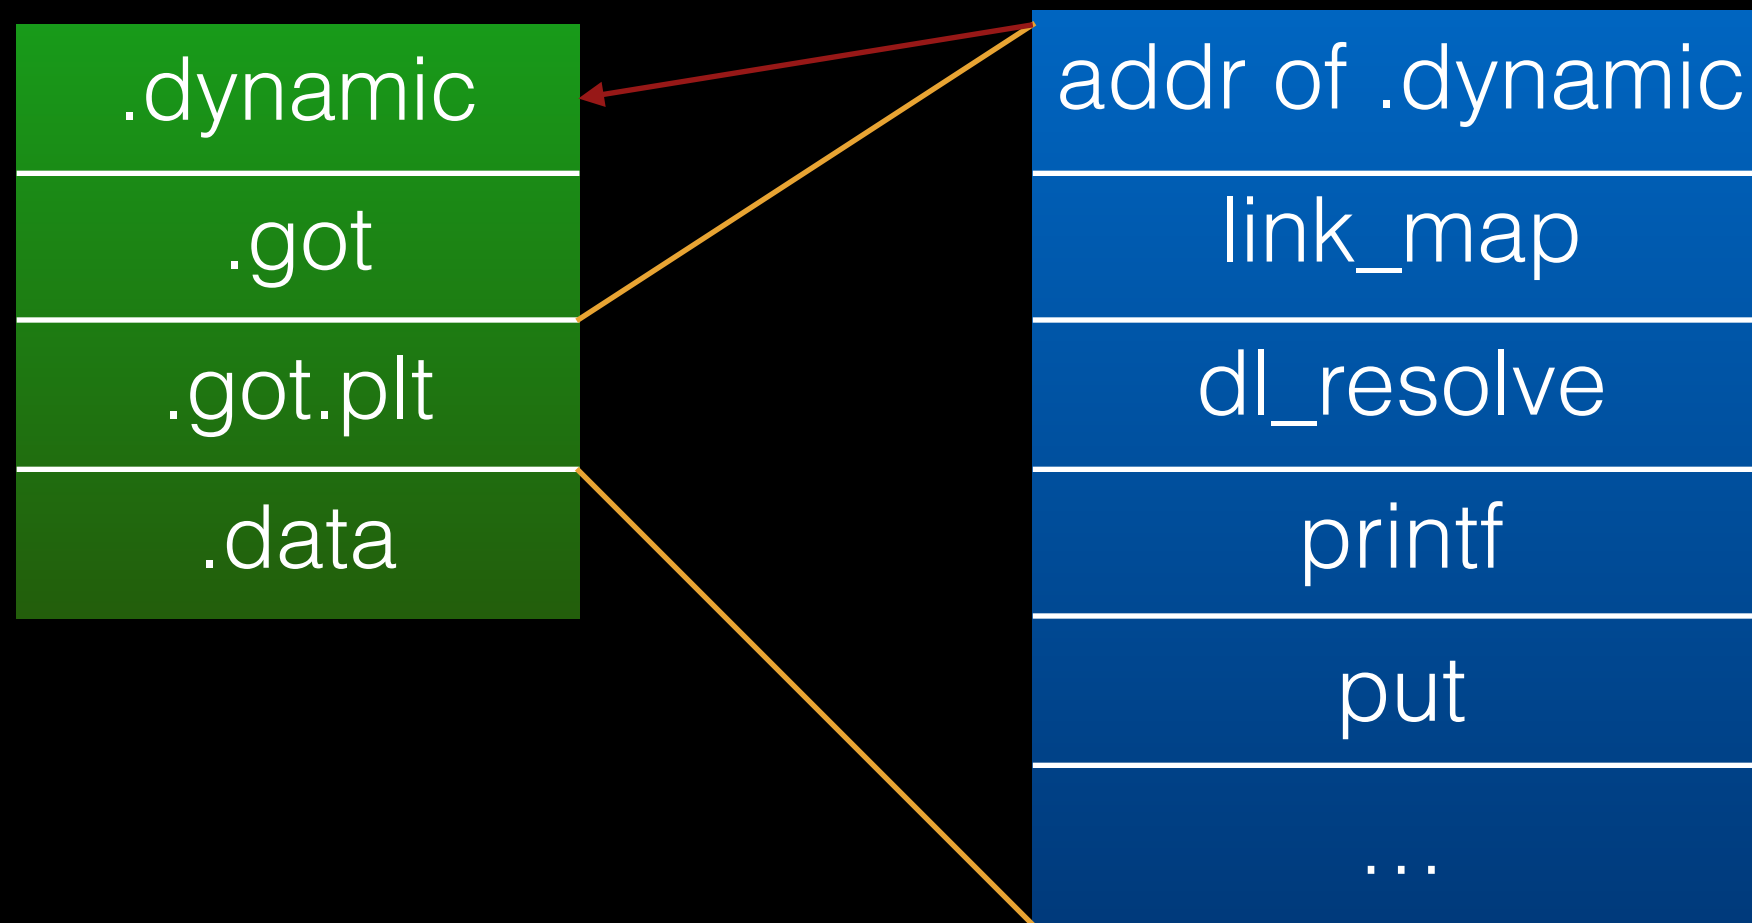 .dynamic
.got
.got.plt
.data
addr of .dynamic
link_map
dl_resolve
printf
put
...